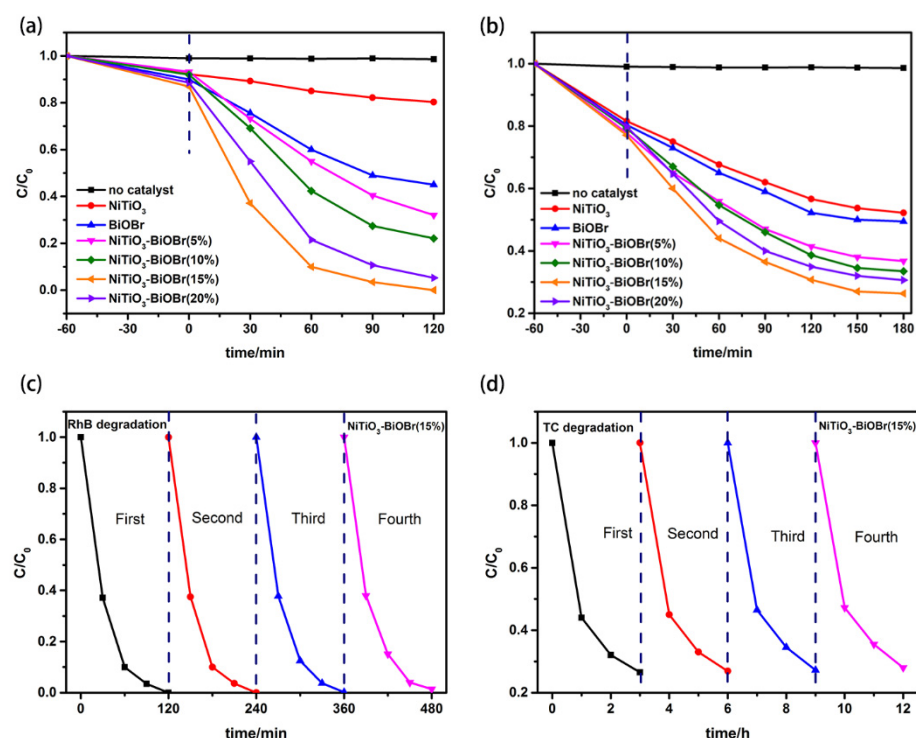 (a)
C/C0
1.0
0.8
0.6
0.4
0.2
0.0
no catalyst
NiTiO3
BiOBr
NiTiO3-BiOBr(5%)
NiTiO3-BiOBr(10%)
NiTiO3-BiOBr(15%)
NiTiO3-BiOBr(20%)
-60 -30 0 30 60 90 120
time/min
(b)
C/C0
1.0
0.8
0.6
0.4
0.2
no catalyst
NiTiO3
BiOBr
NiTiO3-BiOBr(5%)
NiTiO3-BiOBr(10%)
NiTiO3-BiOBr(15%)
NiTiO3-BiOBr(20%)
-60 -30 0 30 60 90 120 150 180
time/min
(c)
C/C0
1.0
0.8
0.6
0.4
0.2
0.0
RhB degradation
NiTiO3-BiOBr(15%)
First
Second
Third
Fourth
0 120 240 360 480
time/min
(d)
C/C0
1.0
0.8
0.6
0.4
0.2
TC degradation
NiTiO3-BiOBr(15%)
First
Second
Third
Fourth
0 2 4 6 8 10 12
time/h